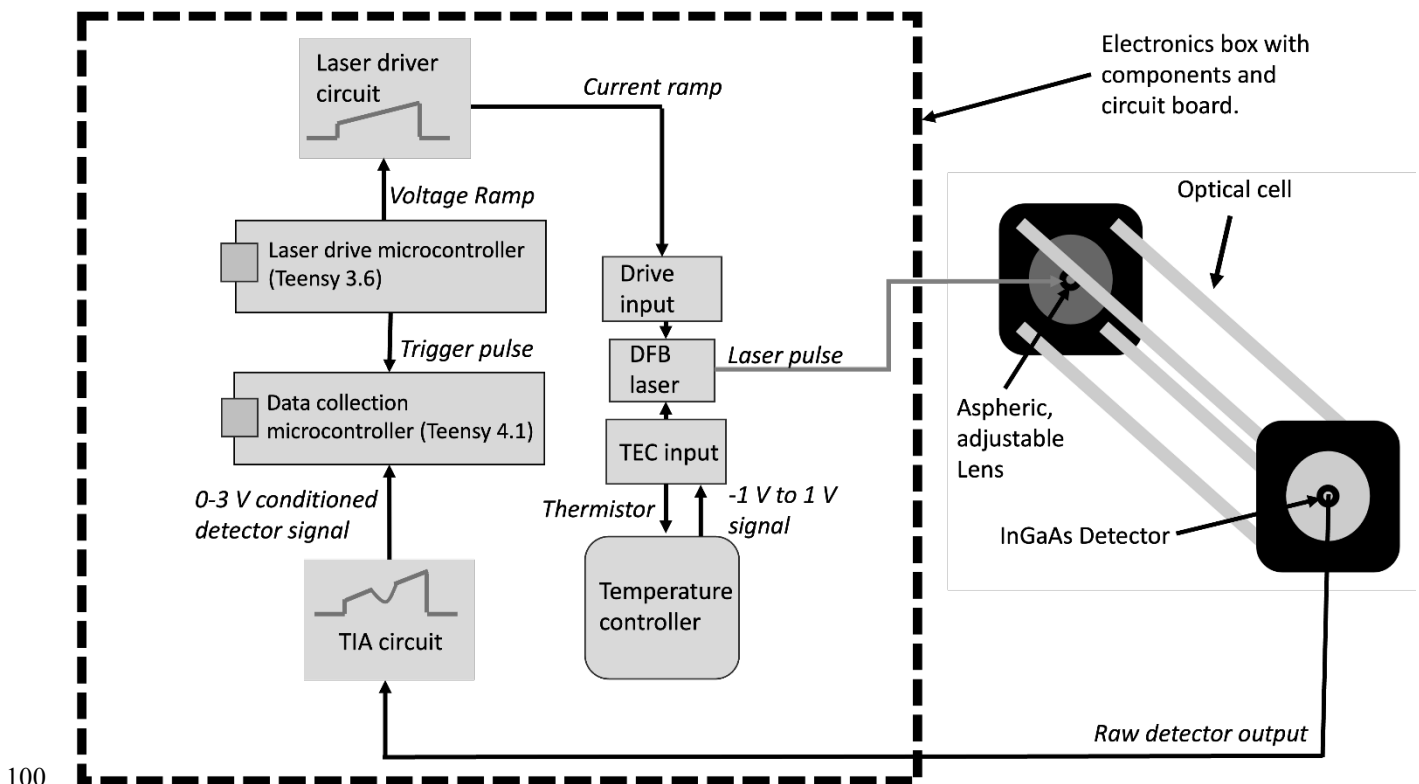 Laser driver
circuit
Current ramp
Electronics box with
components and
circuit board.
Voltage Ramp
Optical cell
Laser drive microcontroller
(Teensy 3.6)
Drive
input
Trigger pulse
DFB
laser
Laser pulse
Data collection
microcontroller (Teensy 4.1)
Aspheric,
adjustable
Lens
TEC input
0-3 V conditioned
detector signal
Thermistor
-1 V to 1 V
signal
InGaAs Detector
Temperature
controller
TIA circuit
Raw detector output
100